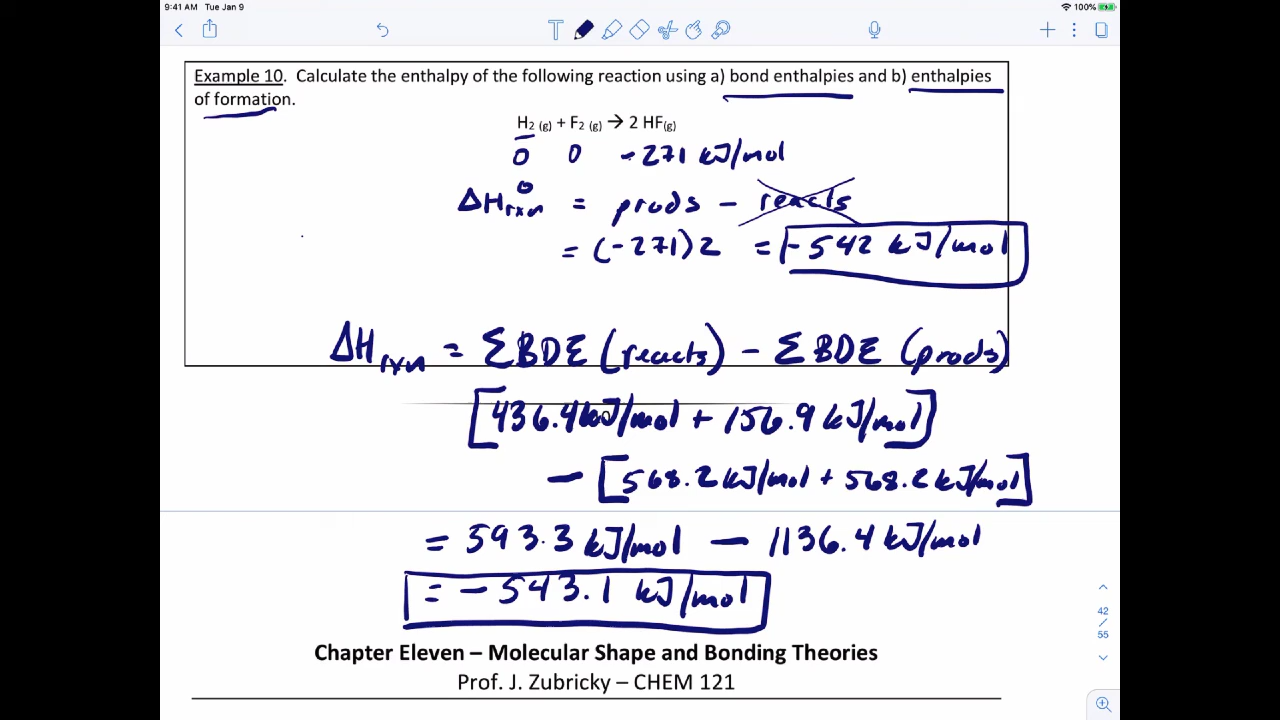 9:41 AM Tue Jan 9
100%
Example 10. Calculate the enthalpy of the following reaction using a) bond enthalpies and b) enthalpies
of formation.
H2 (g) + F2 (g) → 2 HF(g)
0 0 -271 kJ/mol
ΔH°rxn = prods - reacts
= (-271)2 = -542 kJ/mol
ΔHrxn = ΣBDE (reacts) - ΣBDE (prods)
[436.4kJ/mol + 156.9 kJ/mol]
- [568.2 kJ/mol + 568.2 kJ/mol]
= 593.3 kJ/mol - 1136.4 kJ/mol
= -543.1 kJ/mol
42
/
55
Chapter Eleven – Molecular Shape and Bonding Theories
Prof. J. Zubricky – CHEM 121